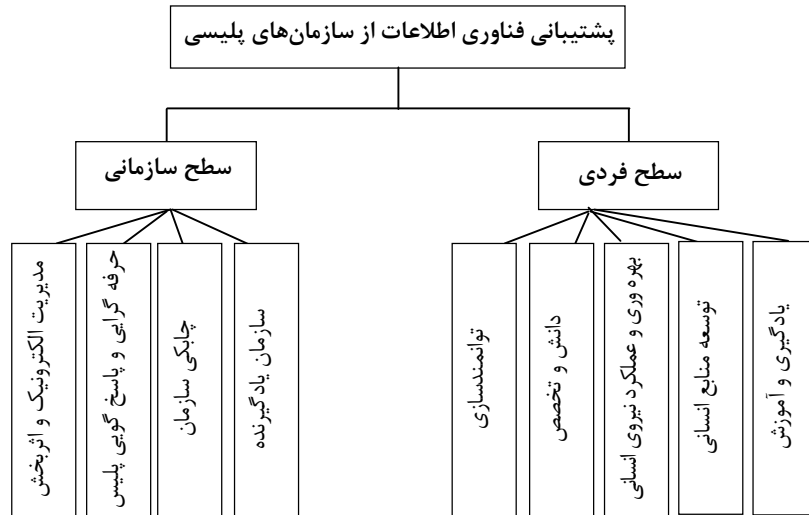 پشتیبانی فناوری اطلاعات از سازمان‌های پلیسی
سطح فردی
سطح سازمانی
یادگیری و آموزش
توسعه منابع انسانی
بهره وری و عملکرد نیروی انسانی
دانش و تخصص
توانمندسازی
سازمان یادگیرنده
چابکی سازمان
حرفه گرایی و پاسخ گویی پلیس
مدیریت الکترونیک و اثربخش